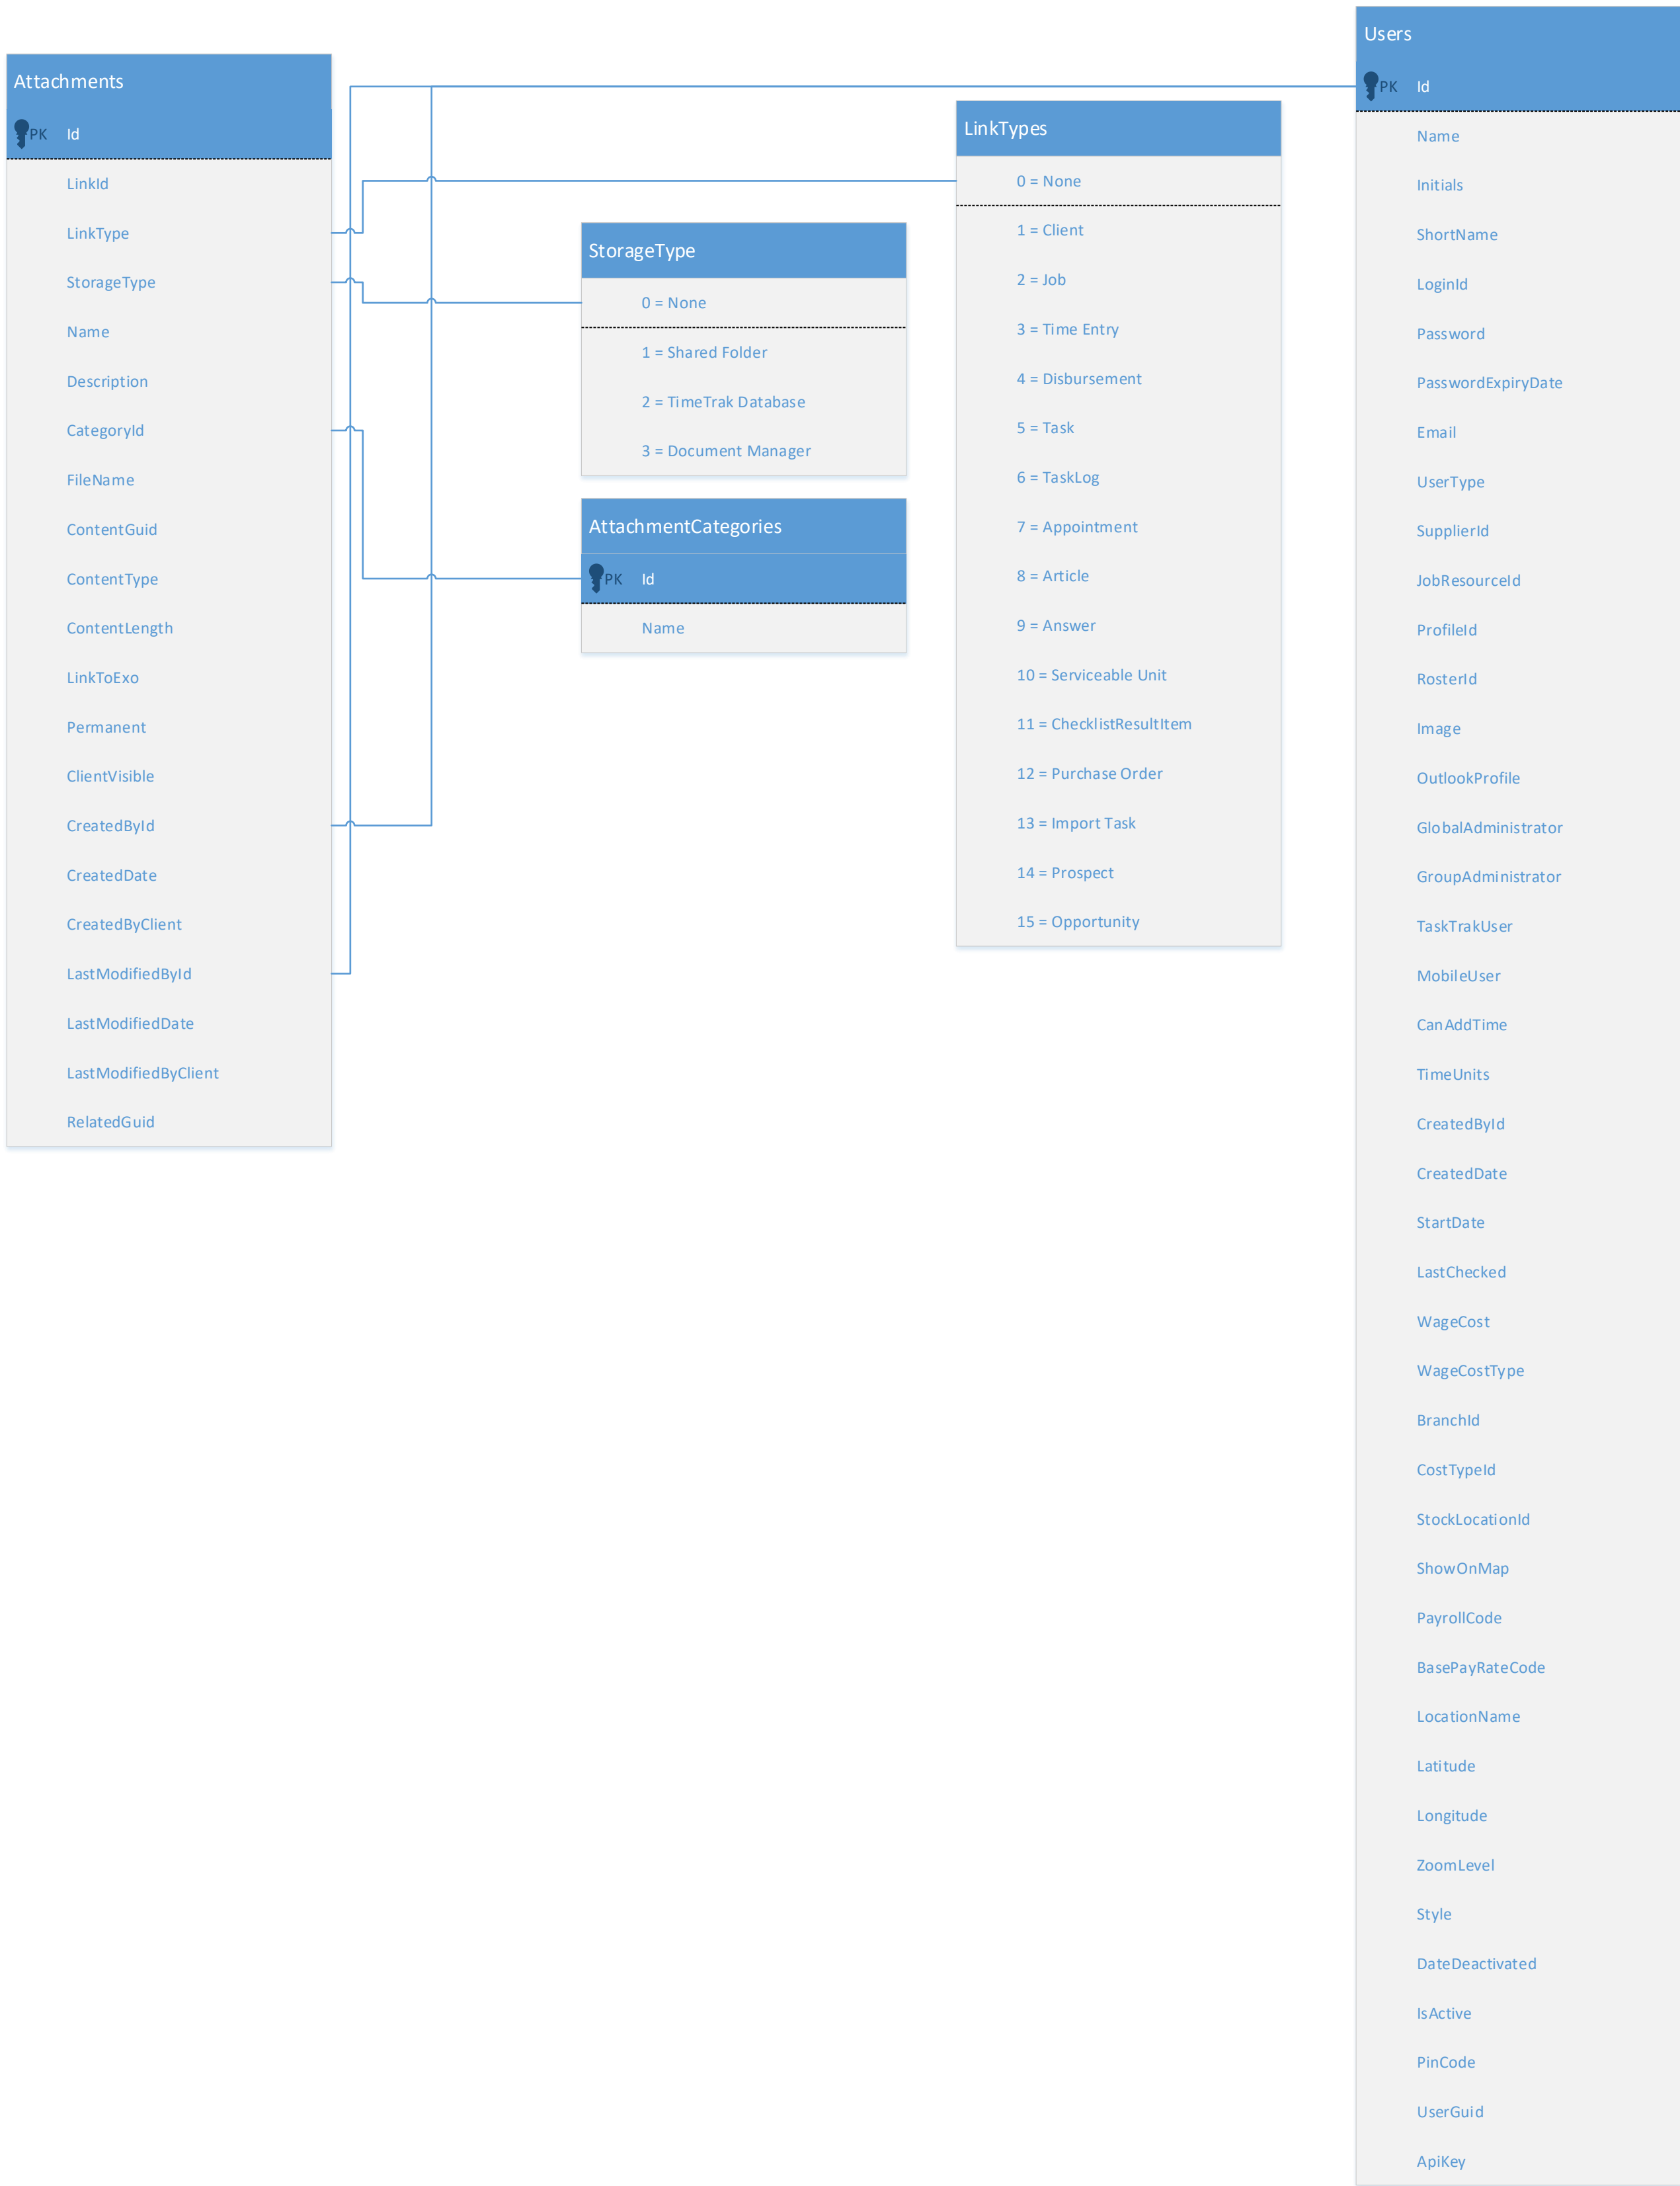 Attachments
PK Id
LinkId
LinkType
StorageType
Name
Description
CategoryId
FileName
ContentGuid
ContentType
ContentLength
LinkToExo
Permanent
ClientVisible
CreatedById
CreatedDate
CreatedByClient
LastModifiedById
LastModifiedDate
LastModifiedByClient
RelatedGuid
StorageType
0 = None
1 = Shared Folder
2 = TimeTrak Database
3 = Document Manager
AttachmentCategories
PK Id
Name
LinkTypes
0 = None
1 = Client
2 = Job
3 = Time Entry
4 = Disbursement
5 = Task
6 = TaskLog
7 = Appointment
8 = Article
9 = Answer
10 = Serviceable Unit
11 = ChecklistResultItem
12 = Purchase Order
13 = Import Task
14 = Prospect
15 = Opportunity
Users
PK Id
Name
Initials
ShortName
LoginId
Password
PasswordExpiryDate
Email
UserType
SupplierId
JobResourceId
ProfileId
RosterId
Image
OutlookProfile
GlobalAdministrator
GroupAdministrator
TaskTrakUser
MobileUser
CanAddTime
TimeUnits
CreatedById
CreatedDate
StartDate
LastChecked
WageCost
WageCostType
BranchId
CostTypeId
StockLocationId
ShowOnMap
PayrollCode
BasePayRateCode
LocationName
Latitude
Longitude
ZoomLevel
Style
DateDeactivated
IsActive
PinCode
UserGuid
ApiKey